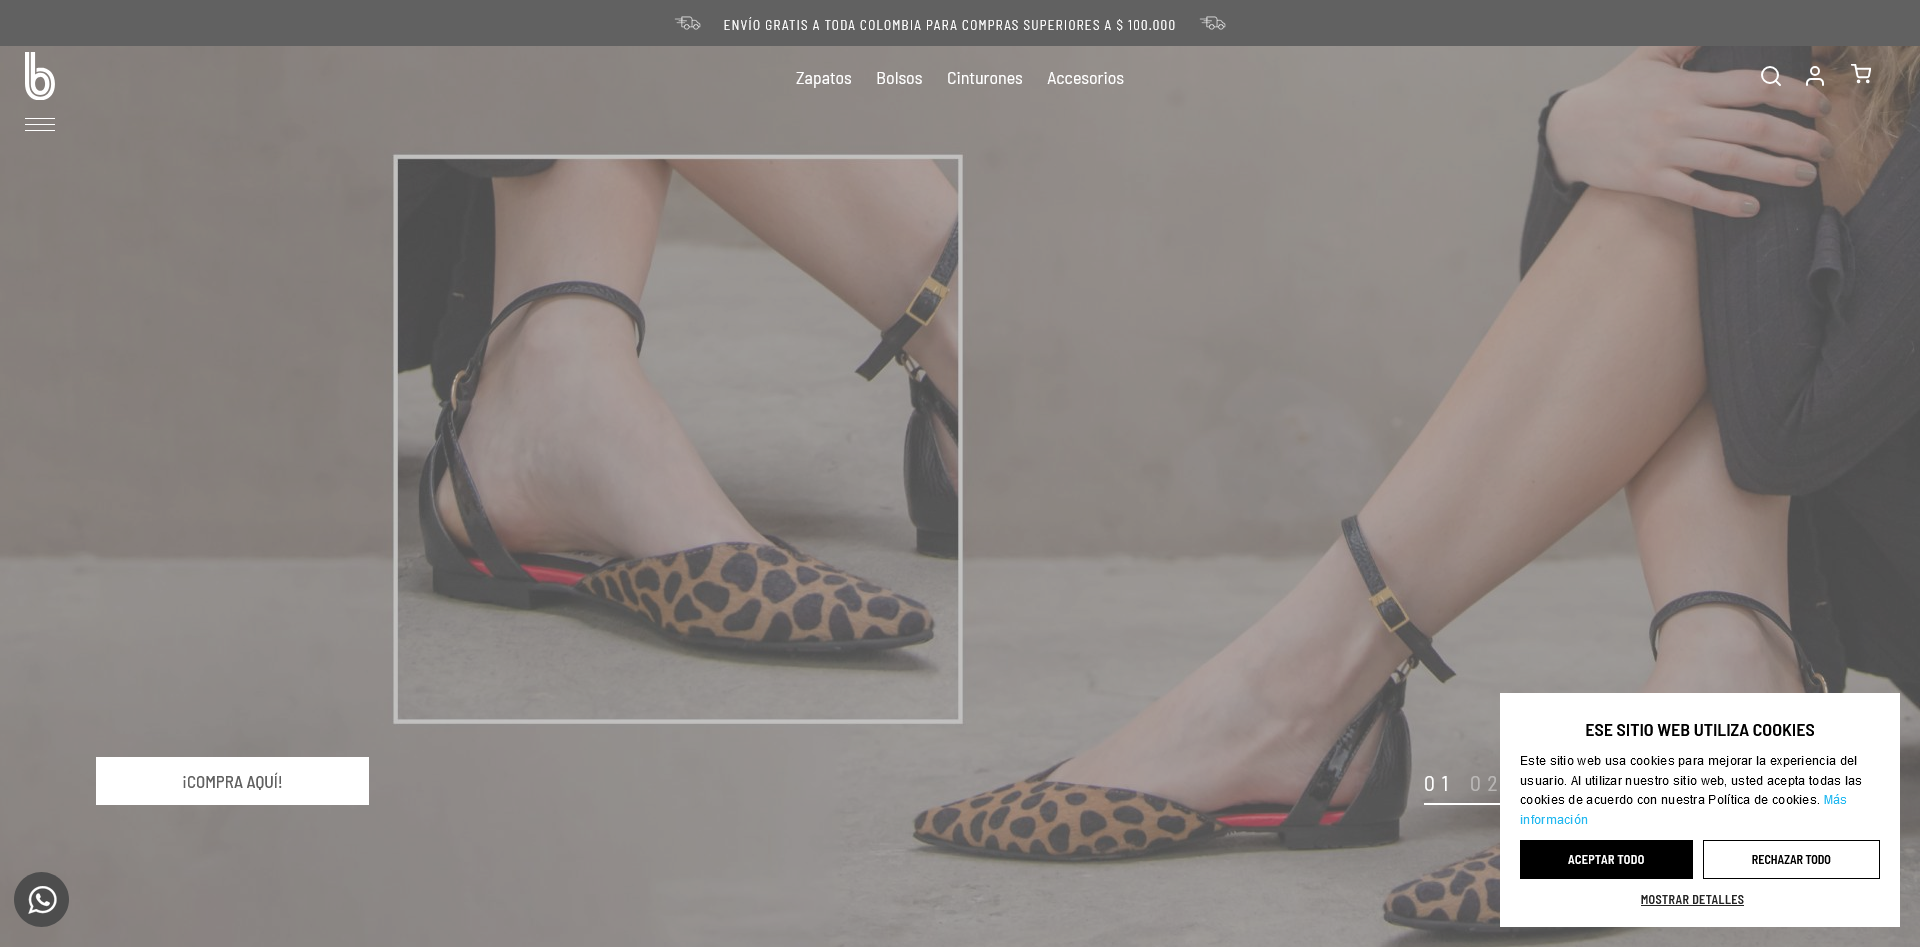 ENVÍO GRATIS A TODA COLOMBIA PARA COMPRAS SUPERIORES A $ 100.000
b
Zapatos Bolsos Cinturones Accesorios
¡COMPRA AQUÍ!
01 02
ESE SITIO WEB UTILIZA COOKIES
Este sitio web usa cookies para mejorar la experiencia del
usuario. Al utilizar nuestro sitio web, usted acepta todas las
cookies de acuerdo con nuestra Política de cookies. Más
información
ACEPTAR TODO RECHAZAR TODO
MOSTRAR DETALLES